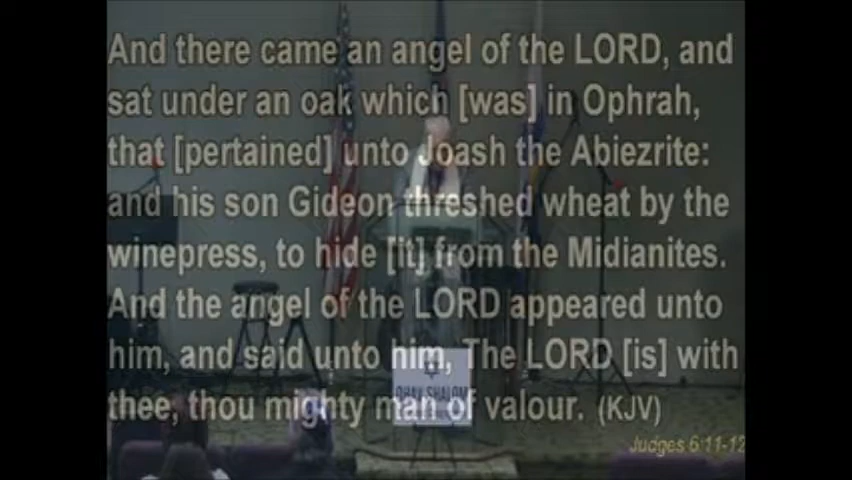 And there came an angel of the LORD, and
sat under an oak which [was] in Ophrah,
that [pertained] unto Joash the Abiezrite:
and his son Gideon threshed wheat by the
winepress, to hide [it] from the Midianites.
And the angel of the LORD appeared unto
him, and said unto him, The LORD [is] with
thee, thou mighty man of valour. (KJV)
OHAV SHALOM
Judges 6:11-12